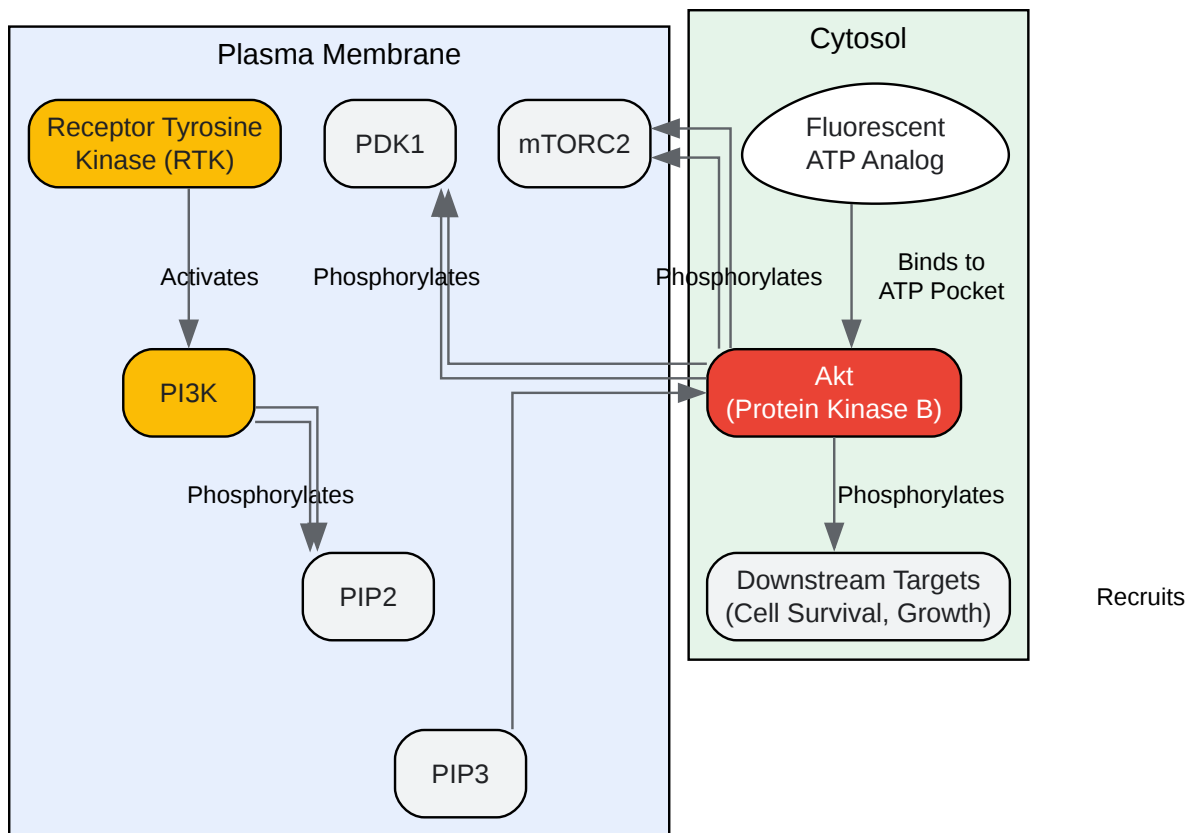 Plasma Membrane
Cytosol
Receptor Tyrosine
Kinase (RTK)
PDK1
mTORC2
Fluorescent
ATP Analog
Activates
Phosphorylates
Phosphorylates
Binds to
ATP Pocket
PI3K
Akt
(Protein Kinase B)
Phosphorylates
Phosphorylates
PIP2
Downstream Targets
(Cell Survival, Growth)
Recruits
PIP3